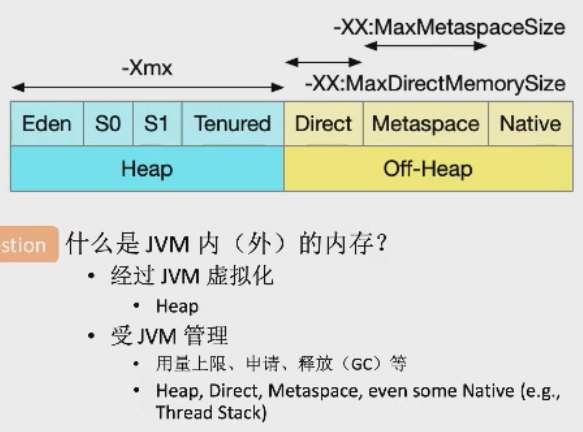 -XX:MaxMetaspaceSize
-Xmx
-XX:MaxDirectMemorySize
Eden S0 S1 Tenured Direct Metaspace Native
Heap Off-Heap
stion 什么是 JVM 内（外）的内存？
• 经过 JVM 虚拟化
• Heap
• 受 JVM 管理
• 用量上限、申请、释放（GC）等
• Heap, Direct, Metaspace, even some Native (e.g.,
Thread Stack)